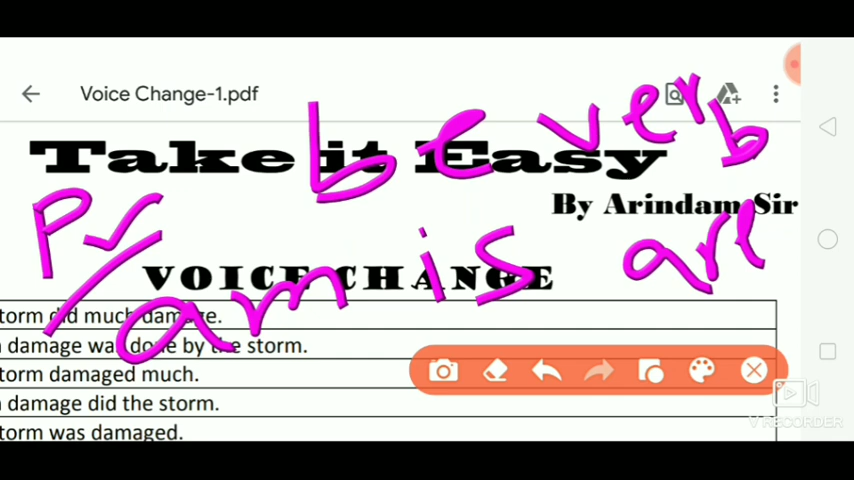 Voice Change-1.pdf
be verb
Take it Easy
By Arindam Sir
Pr
am is are
VOICE CHANGE
storm did much damage.
damage was done by the storm.
storm damaged much.
damage did the storm.
storm was damaged.
V RECORDER